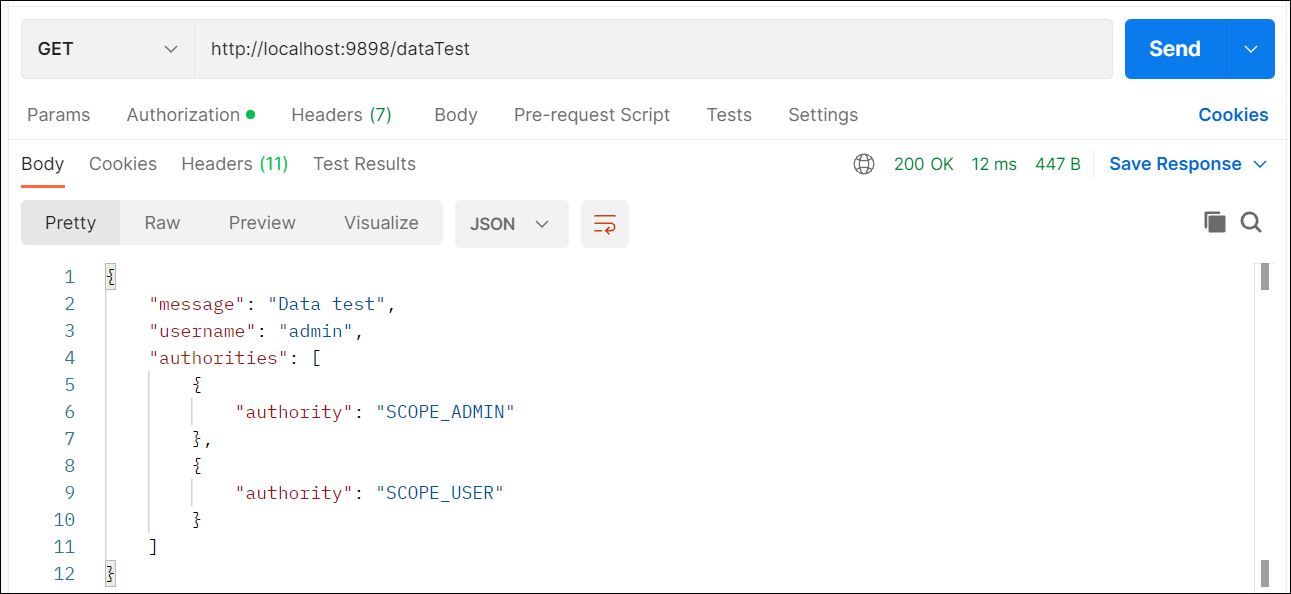 GET http://localhost:9898/dataTest Send
Params Authorization Headers (7) Body Pre-request Script Tests Settings Cookies
Body Cookies Headers (11) Test Results 200 OK 12 ms 447 B Save Response
Pretty Raw Preview Visualize JSON
1 {
2 "message": "Data test",
3 "username": "admin",
4 "authorities": [
5 {
6 "authority": "SCOPE_ADMIN"
7 },
8 {
9 "authority": "SCOPE_USER"
10 }
11 ]
12 }